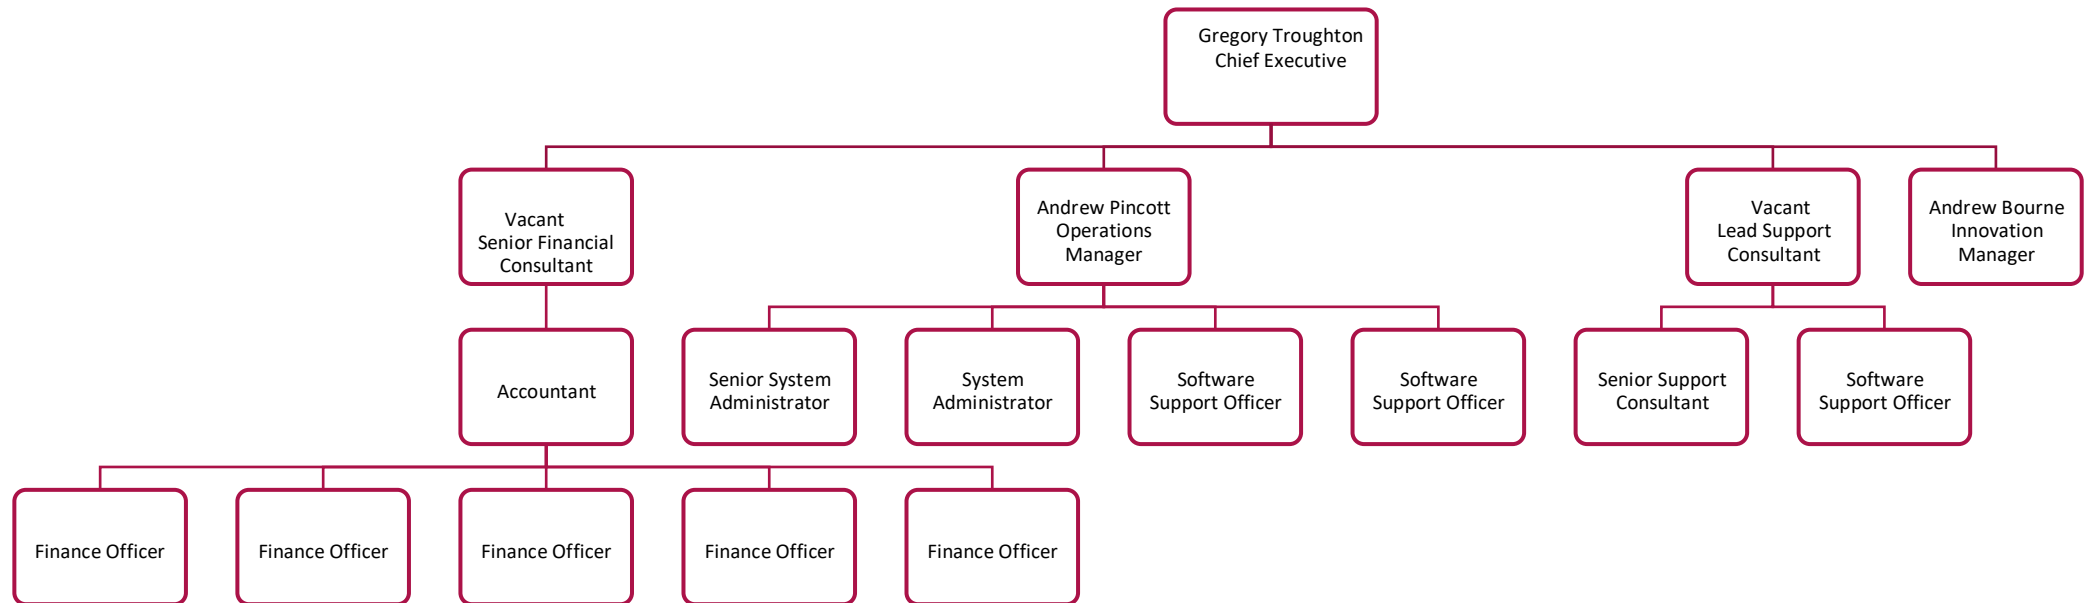 Gregory Troughton
Chief Executive
Vacant
Senior Financial
Consultant
Andrew Pincott
Operations
Manager
Vacant
Lead Support
Consultant
Andrew Bourne
Innovation
Manager
Accountant
Senior System
Administrator
System
Administrator
Software
Support Officer
Software
Support Officer
Senior Support
Consultant
Software
Support Officer
Finance Officer
Finance Officer
Finance Officer
Finance Officer
Finance Officer